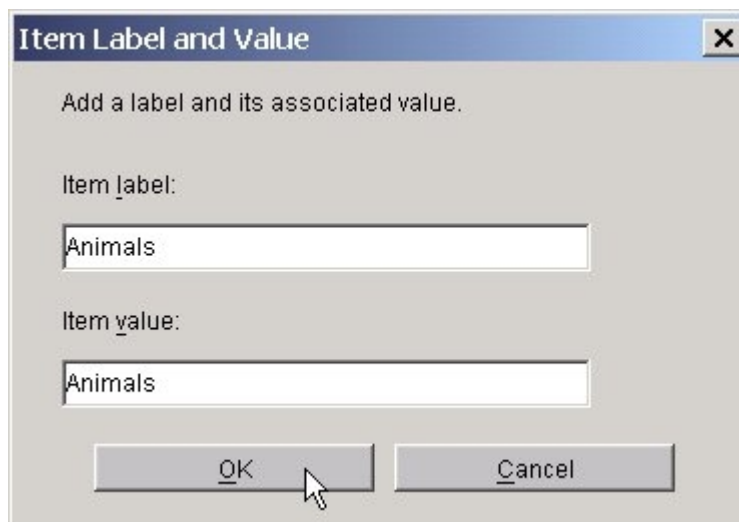 Item Label and Value
Add a label and its associated value.
Item label:
Animals
Item value:
Animals
OK Cancel